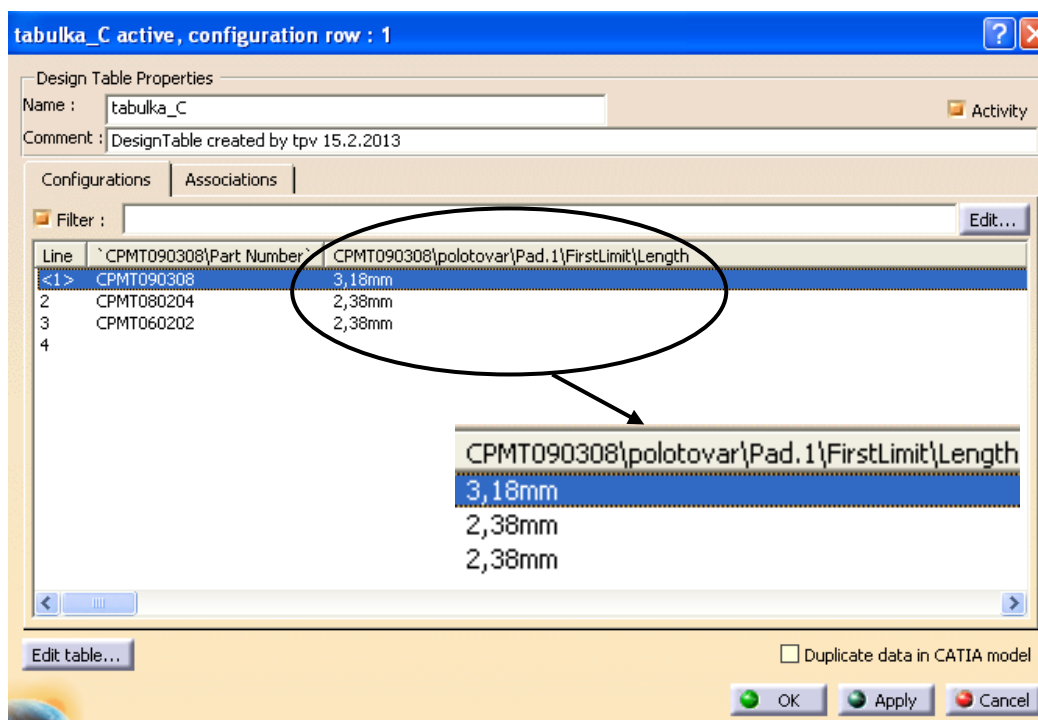 tabulka_C active, configuration row : 1
Design Table Properties
Name : tabulka_C Activity
Comment : DesignTable created by tpv 15.2.2013
Configurations Associations
Filter : Edit...
Line `CPMT090308\Part Number` CPMT090308\polotovar\Pad.1\FirstLimit\Length
<1> CPMT090308 3,18mm
2 CPMT080204 2,38mm
3 CPMT060202 2,38mm
4
CPMT090308\polotovar\Pad.1\FirstLimit\Length
3,18mm
2,38mm
2,38mm
Edit table... Duplicate data in CATIA model
OK Apply Cancel